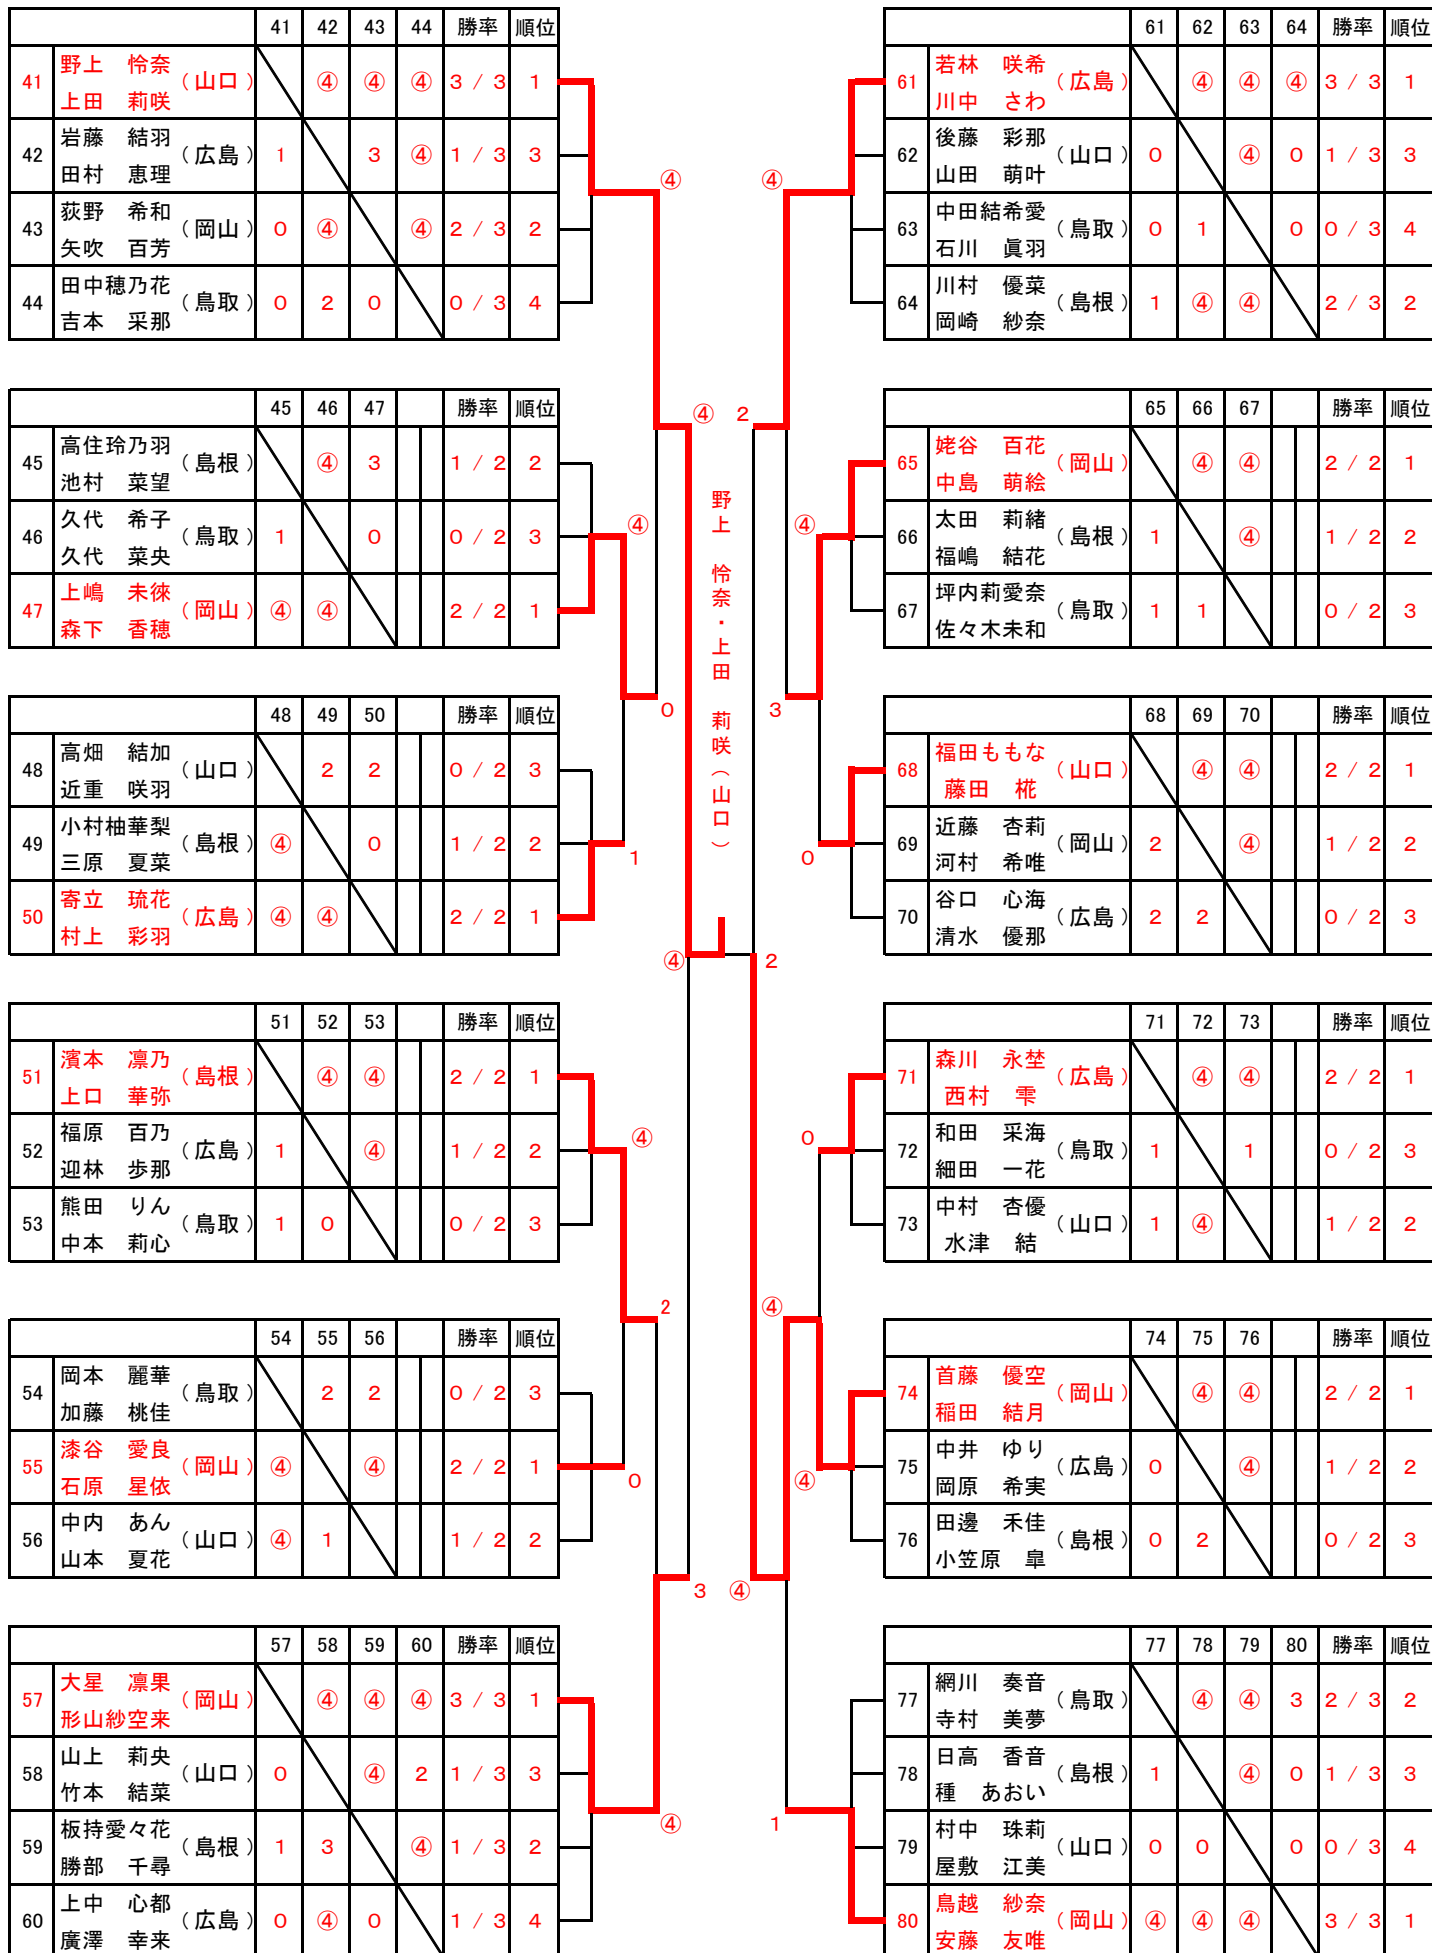 41 42 43 44 勝率 順位
41 野上 怜奈 上田 莉咲 (山口) ④ ④ ④ 3 / 3 1
42 岩藤 結羽 田村 恵理 (広島) 1 3 ④ 1 / 3 3
43 荻野 希和 矢吹 百芳 (岡山) 0 ④ ④ 2 / 3 2
44 田中穂乃花 吉本 采那 (鳥取) 0 2 0 0 / 3 4
45 46 47 勝率 順位
45 高住玲乃羽 池村 菜望 (島根) ④ 3 1 / 2 2
46 久代 希子 久代 菜央 (鳥取) 1 0 0 / 2 3
47 上嶋 未徠 森下 香穂 (岡山) ④ ④ 2 / 2 1
48 49 50 勝率 順位
48 高畑 結加 近重 咲羽 (山口) 2 2 0 / 2 3
49 小村柚華梨 三原 夏菜 (島根) ④ 0 1 / 2 2
50 寄立 琉花 村上 彩羽 (広島) ④ ④ 2 / 2 1
51 52 53 勝率 順位
51 濱本 凛乃 上口 華弥 (島根) ④ ④ 2 / 2 1
52 福原 百乃 迎林 歩那 (広島) 1 ④ 1 / 2 2
53 熊田 りん 中本 莉心 (鳥取) 1 0 0 / 2 3
54 55 56 勝率 順位
54 岡本 麗華 加藤 桃佳 (鳥取) 2 2 0 / 2 3
55 漆谷 愛良 石原 星依 (岡山) ④ ④ 2 / 2 1
56 中内 あん 山本 夏花 (山口) ④ 1 1 / 2 2
57 58 59 60 勝率 順位
57 大星 凛果 形山紗空来 (岡山) ④ ④ ④ 3 / 3 1
58 山上 莉央 竹本 結菜 (山口) 0 ④ 2 1 / 3 3
59 板持愛々花 勝部 千尋 (島根) 1 3 ④ 1 / 3 2
60 上中 心都 廣澤 幸来 (広島) 0 ④ 0 1 / 3 4
④
④
④
0
1
④
④
2
0
3
④
野上 怜奈・上田 莉咲(山口)
2
④
④
3
0
2
0
④
④
④
1
61 62 63 64 勝率 順位
61 若林 咲希 川中 さわ (広島) ④ ④ ④ 3 / 3 1
62 後藤 彩那 山田 萌叶 (山口) 0 ④ 0 1 / 3 3
63 中田結希愛 石川 眞羽 (鳥取) 0 1 0 0 / 3 4
64 川村 優菜 岡崎 紗奈 (島根) 1 ④ ④ 2 / 3 2
65 66 67 勝率 順位
65 姥谷 百花 中島 萌絵 (岡山) ④ ④ 2 / 2 1
66 太田 莉緒 福嶋 結花 (島根) 1 ④ 1 / 2 2
67 坪内莉愛奈 佐々木未和 (鳥取) 1 1 0 / 2 3
68 69 70 勝率 順位
68 福田ももな 藤田 椛 (山口) ④ ④ 2 / 2 1
69 近藤 杏莉 河村 希唯 (岡山) 2 ④ 1 / 2 2
70 谷口 心海 清水 優那 (広島) 2 2 0 / 2 3
71 72 73 勝率 順位
71 森川 永埜 西村 雫 (広島) ④ ④ 2 / 2 1
72 和田 采海 細田 一花 (鳥取) 1 1 0 / 2 3
73 中村 杏優 水津 結 (山口) 1 ④ 1 / 2 2
74 75 76 勝率 順位
74 首藤 優空 稲田 結月 (岡山) ④ ④ 2 / 2 1
75 中井 ゆり 岡原 希実 (広島) 0 ④ 1 / 2 2
76 田邊 禾佳 小笠原 皐 (島根) 0 2 0 / 2 3
77 78 79 80 勝率 順位
77 網川 奏音 寺村 美夢 (鳥取) ④ ④ 3 2 / 3 2
78 日高 香音 種 あおい (島根) 1 ④ 0 1 / 3 3
79 村中 珠莉 屋敷 江美 (山口) 0 0 0 0 / 3 4
80 鳥越 紗奈 安藤 友唯 (岡山) ④ ④ ④ 3 / 3 1